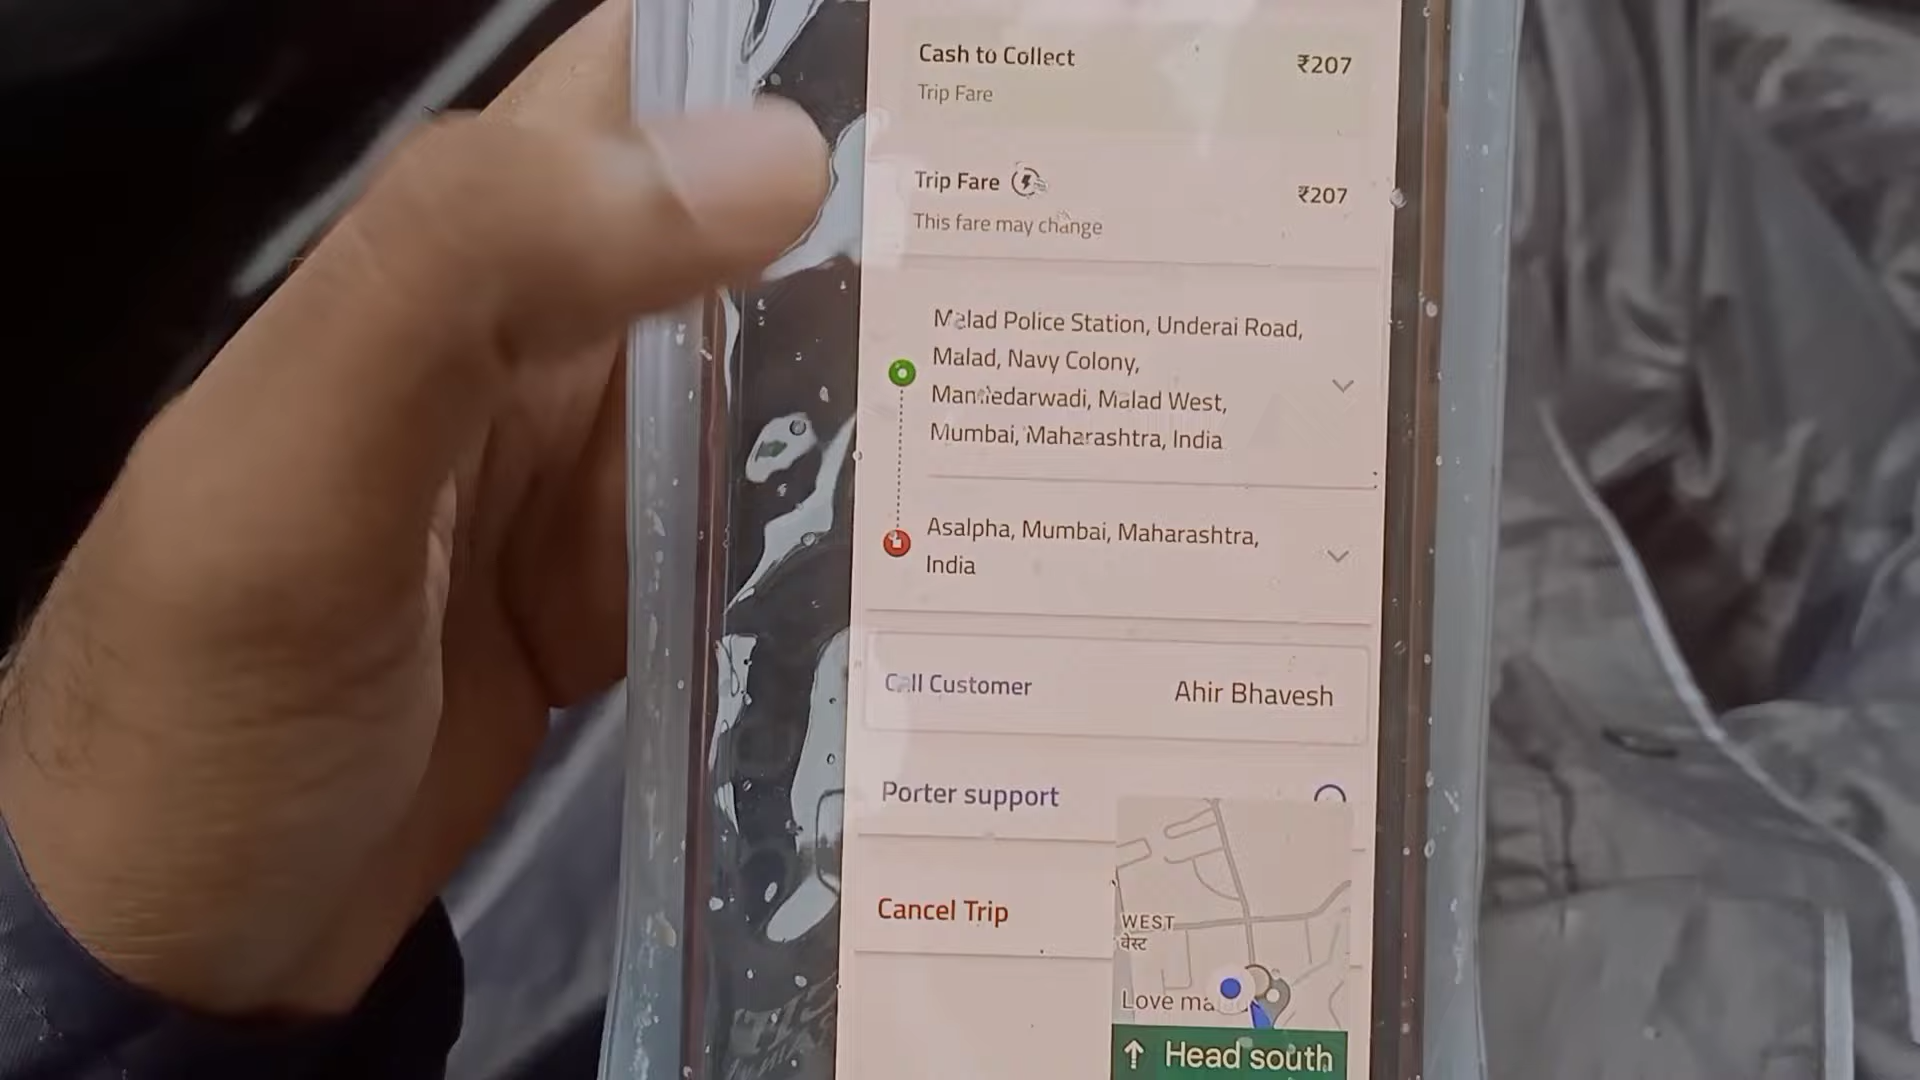 Cash to Collect ₹207
Trip Fare
Trip Fare ₹207
This fare may change
Malad Police Station, Underai Road,
Malad, Navy Colony,
Malad West,
Mumbai, Maharashtra, India
Asalpha, Mumbai, Maharashtra,
India
Call Customer Ahir Bhavesh
Porter support
Cancel Trip
WEST
वेस्ट
Love
Head south